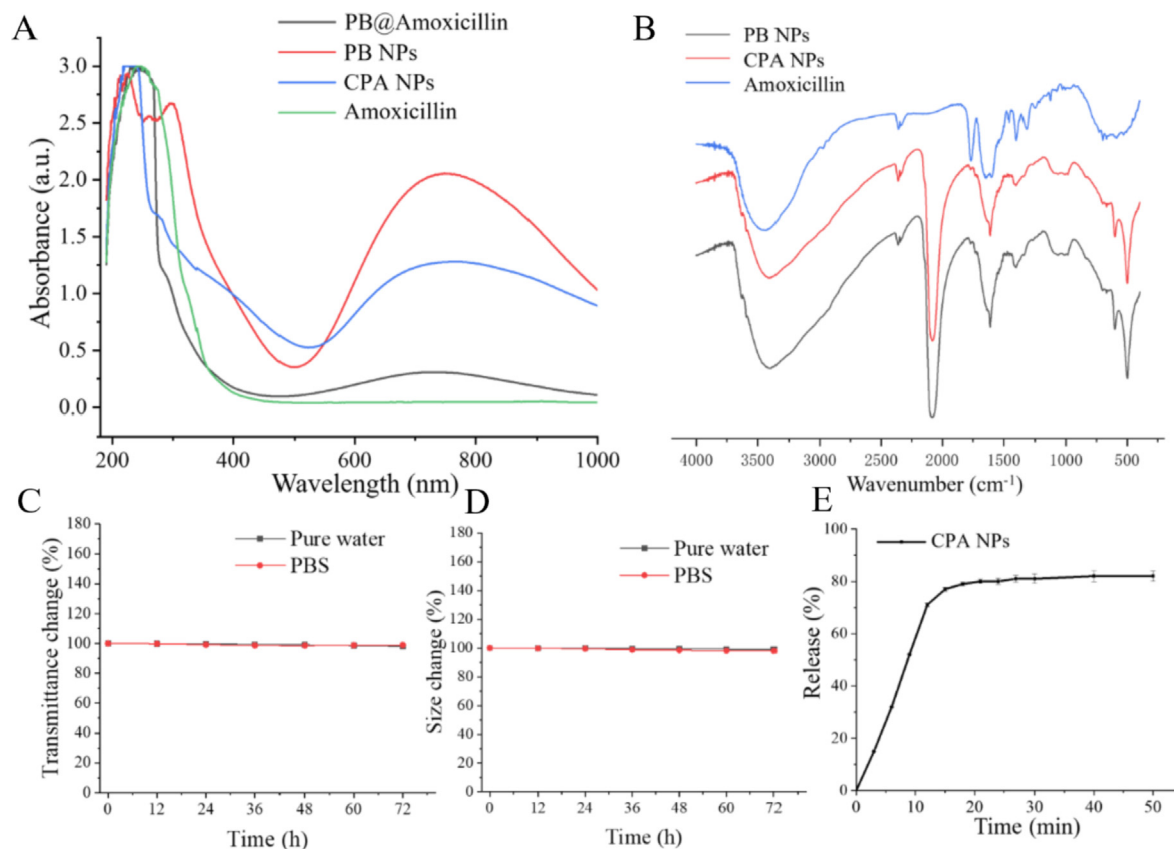 A
PB@Amoxicillin
PB NPs
CPA NPs
Amoxicillin
Absorbance (a.u.)
3.0
2.5
2.0
1.5
1.0
0.5
0.0
200 400 600 800 1000
Wavelength (nm)
B
PB NPs
CPA NPs
Amoxicillin
4000 3500 3000 2500 2000 1500 1000 500
Wavenumber (cm⁻¹)
C
Pure water
PBS
Transmittance change (%)
180
160
140
120
100
80
60
40
20
0
0 12 24 36 48 60 72
Time (h)
D
Pure water
PBS
Size change (%)
180
160
140
120
100
80
60
40
20
0
0 12 24 36 48 60 72
Time (h)
E
CPA NPs
Release (%)
100
80
60
40
20
0
0 10 20 30 40 50
Time (min)